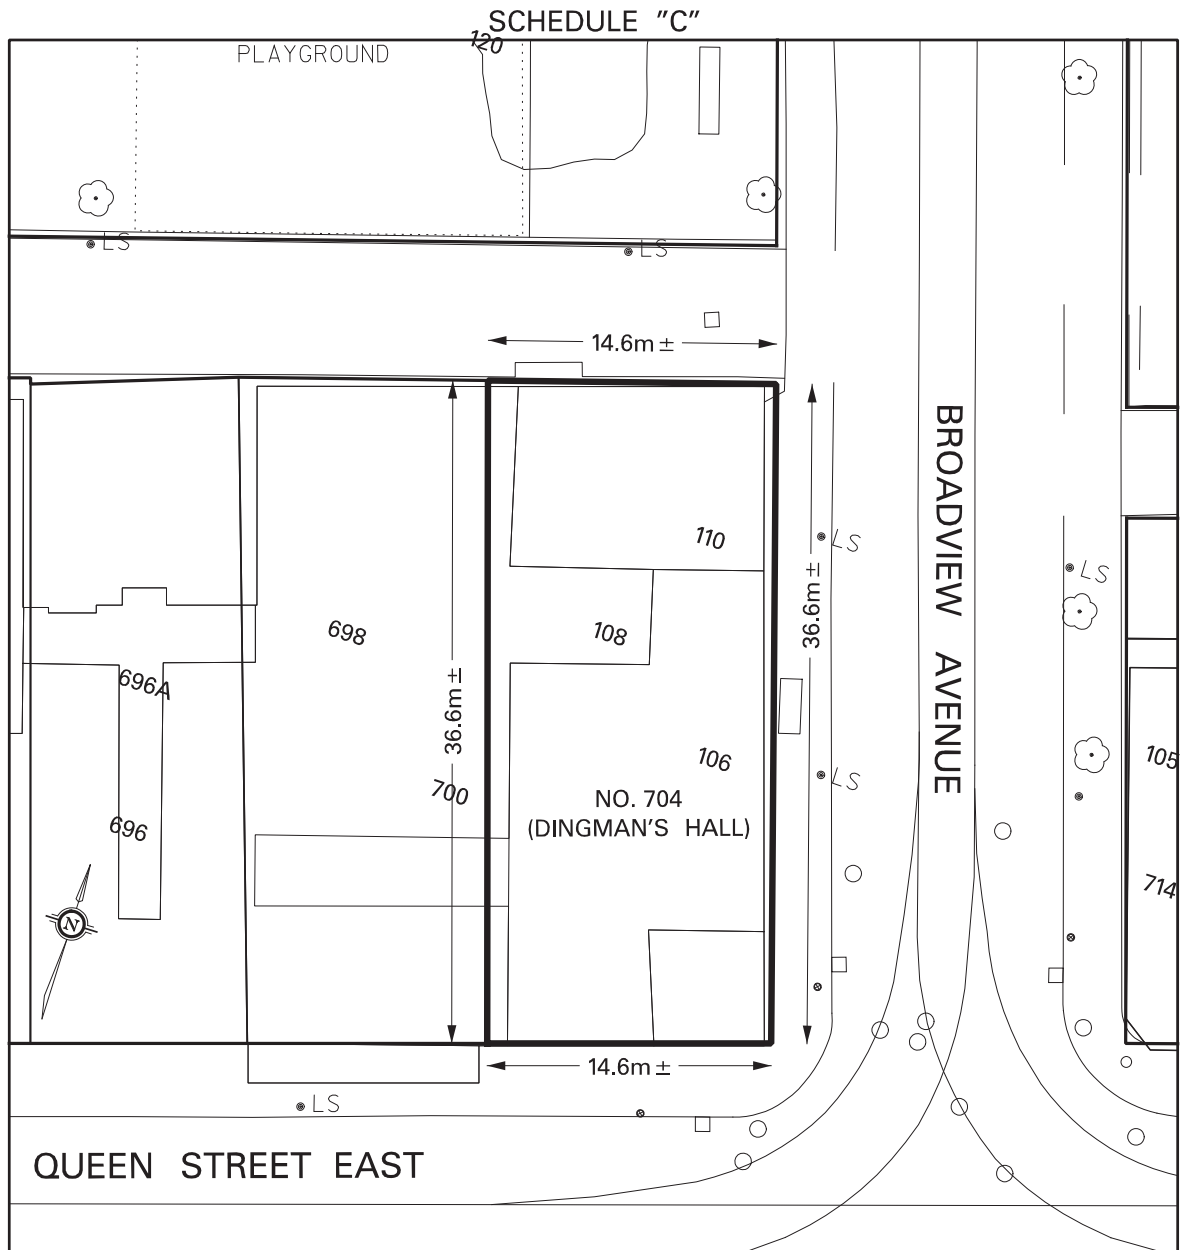 SCHEDULE "C"
120
PLAYGROUND
LS
LS
14.6m ±
BROADVIEW AVENUE
110
LS
LS
36.6m ±
698
108
36.6m ±
696A
106
105
700
LS
NO. 704
(DINGMAN'S HALL)
696
714
N
14.6m ±
LS
QUEEN STREET EAST